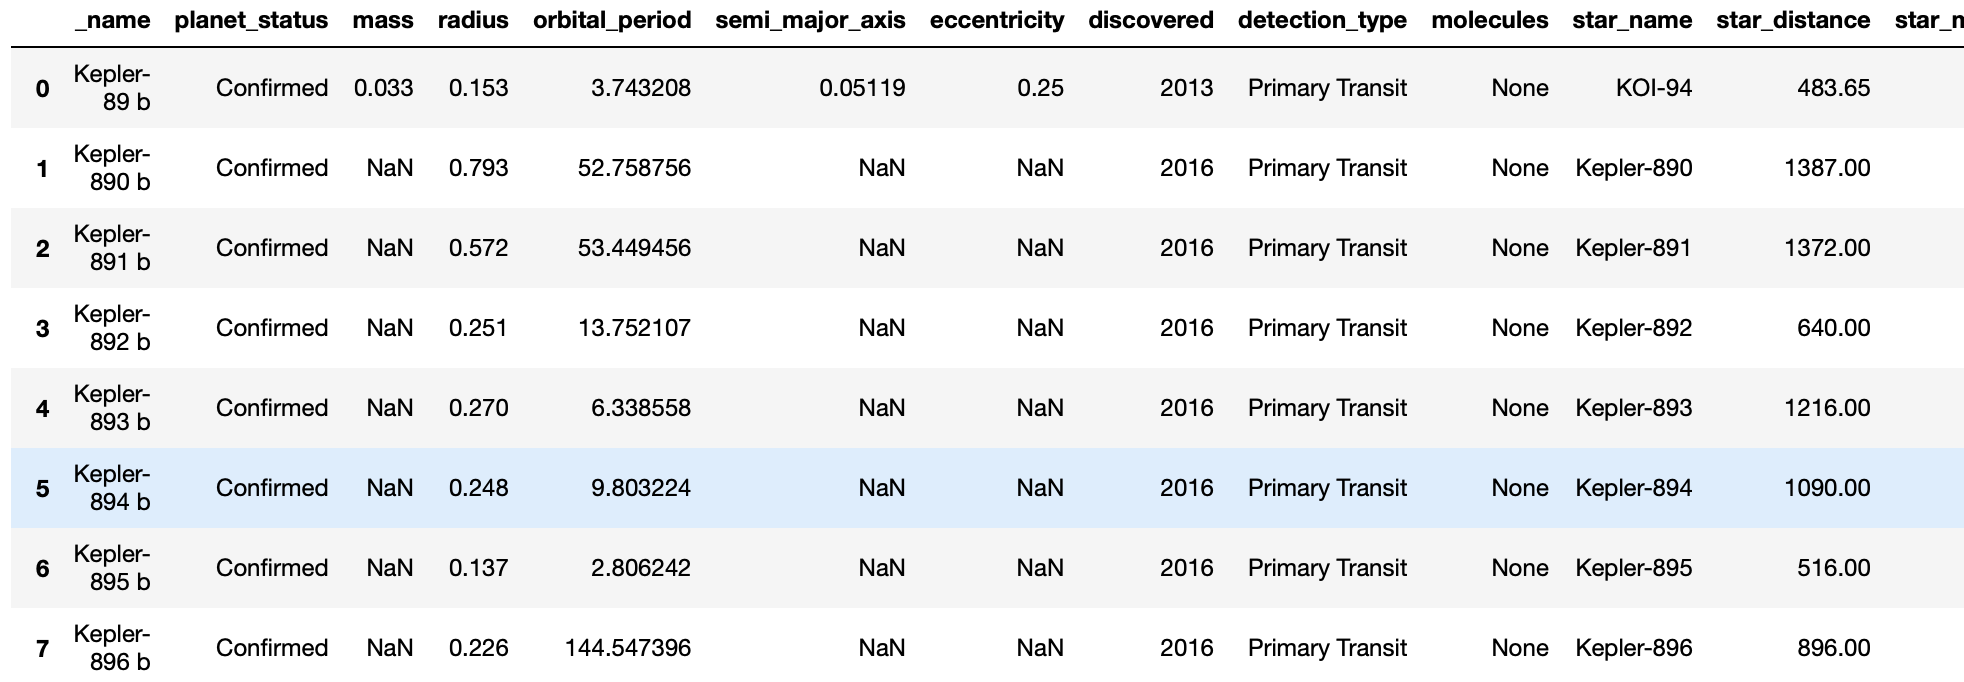 _name planet_status mass radius orbital_period semi_major_axis eccentricity discovered detection_type molecules star_name star_distance
0 Kepler-89 b Confirmed 0.033 0.153 3.743208 0.05119 0.25 2013 Primary Transit None KOI-94 483.65
1 Kepler-890 b Confirmed NaN 0.793 52.758756 NaN NaN 2016 Primary Transit None Kepler-890 1387.00
2 Kepler-891 b Confirmed NaN 0.572 53.449456 NaN NaN 2016 Primary Transit None Kepler-891 1372.00
3 Kepler-892 b Confirmed NaN 0.251 13.752107 NaN NaN 2016 Primary Transit None Kepler-892 640.00
4 Kepler-893 b Confirmed NaN 0.270 6.338558 NaN NaN 2016 Primary Transit None Kepler-893 1216.00
5 Kepler-894 b Confirmed NaN 0.248 9.803224 NaN NaN 2016 Primary Transit None Kepler-894 1090.00
6 Kepler-895 b Confirmed NaN 0.137 2.806242 NaN NaN 2016 Primary Transit None Kepler-895 516.00
7 Kepler-896 b Confirmed NaN 0.226 144.547396 NaN NaN 2016 Primary Transit None Kepler-896 896.00